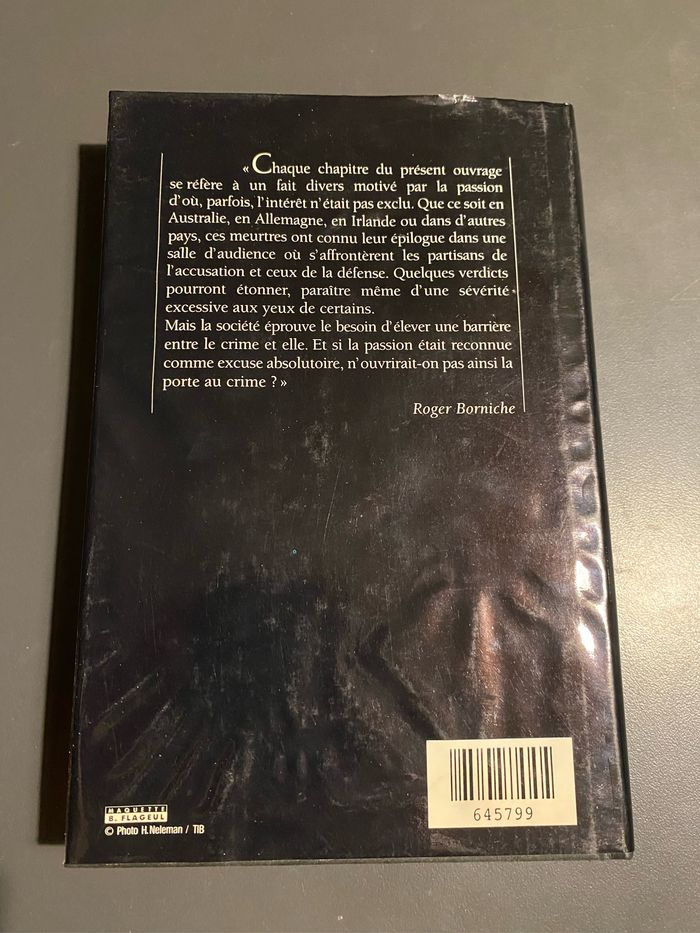 « Chaque chapitre du présent ouvrage
se réfère à un fait divers motivé par la passion
d'où, parfois, l'intérêt n'était pas exclu. Que ce soit en
Australie, en Allemagne, en Irlande ou dans d'autres
pays, ces meurtres ont connu leur épilogue dans une
salle d'audience où s'affrontèrent les partisans de
l'accusation et ceux de la défense. Quelques verdicts
pourront étonner, paraître même d'une sévérité
excessive aux yeux de certains.
Mais la société éprouve le besoin d'élever une barrière
entre le crime et elle. Et si la passion était reconnue
comme excuse absolutoire, n'ouvrirait-on pas ainsi la
porte au crime ? »
Roger Borniche
MAQUETTE
B. FLAGEUL
© Photo H.Neleman / TIB
645799